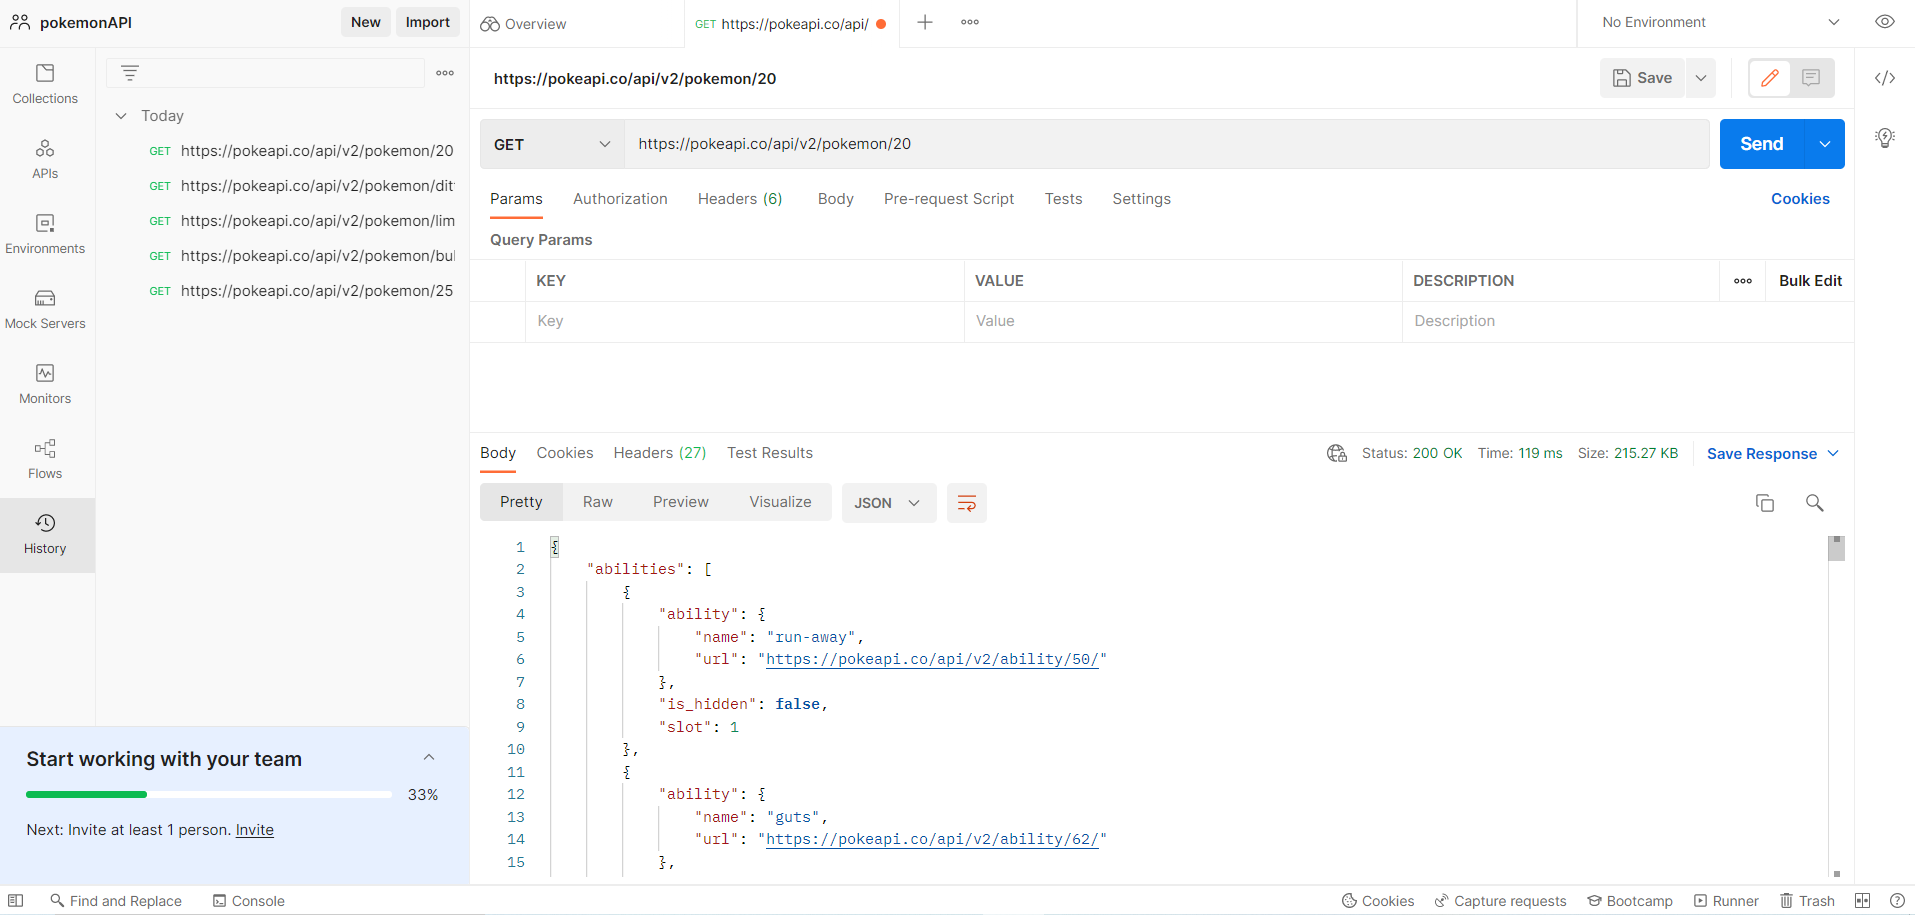 pokemonAPI
New
Import
Overview
GET https://pokeapi.co/api/
No Environment
Collections
APIs
Environments
Mock Servers
Monitors
Flows
History
Today
GET https://pokeapi.co/api/v2/pokemon/20
GET https://pokeapi.co/api/v2/pokemon/dit
GET https://pokeapi.co/api/v2/pokemon/lim
GET https://pokeapi.co/api/v2/pokemon/bul
GET https://pokeapi.co/api/v2/pokemon/25
Start working with your team
33%
Next: Invite at least 1 person. Invite
https://pokeapi.co/api/v2/pokemon/20
Save
GET
https://pokeapi.co/api/v2/pokemon/20
Send
Params Authorization Headers (6) Body Pre-request Script Tests Settings
Cookies
Query Params
KEY VALUE DESCRIPTION
Bulk Edit
Key Value Description
Body Cookies Headers (27) Test Results
Status: 200 OK Time: 119 ms Size: 215.27 KB
Save Response
Pretty Raw Preview Visualize
JSON
1 {
2 "abilities": [
3 {
4 "ability": {
5 "name": "run-away",
6 "url": "https://pokeapi.co/api/v2/ability/50/"
7 },
8 "is_hidden": false,
9 "slot": 1
10 },
11 {
12 "ability": {
13 "name": "guts",
14 "url": "https://pokeapi.co/api/v2/ability/62/"
15 },
Find and Replace
Console
Cookies
Capture requests
Bootcamp
Runner
Trash